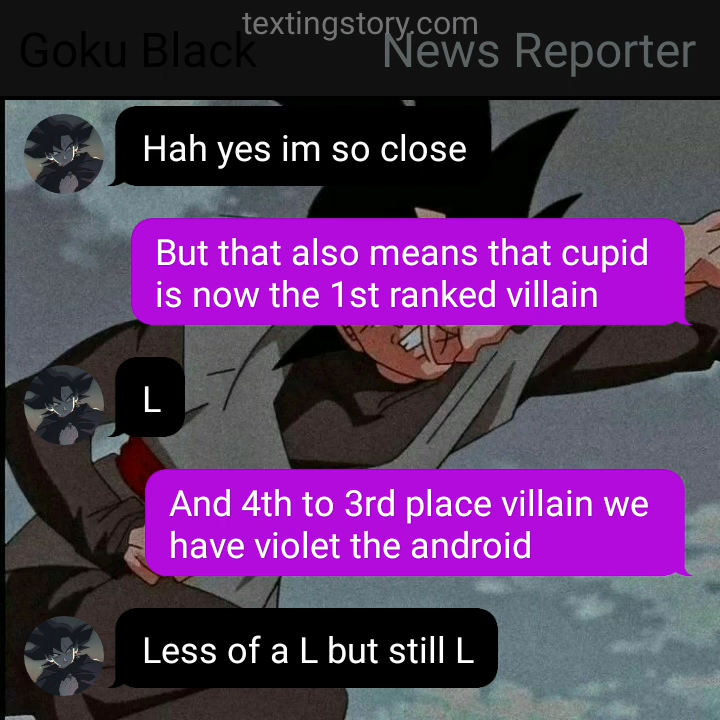 textingstory.com
Goku Black News Reporter
Hah yes im so close
But that also means that cupid
is now the 1st ranked villain
L
And 4th to 3rd place villain we
have violet the android
Less of a L but still L